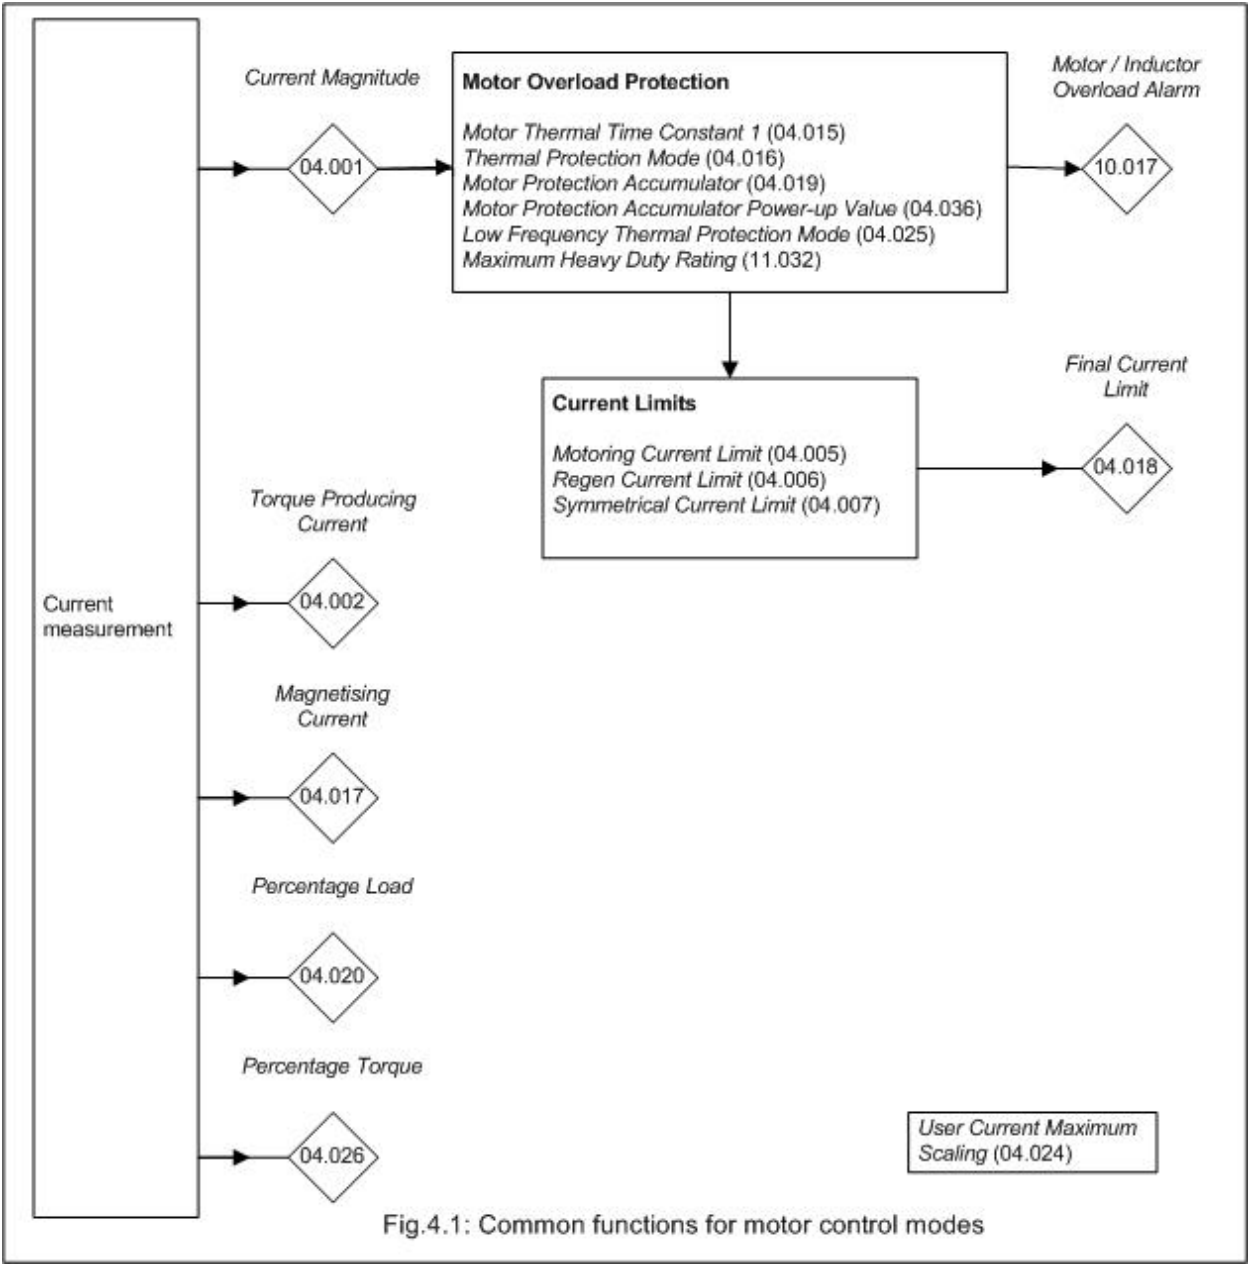 Current Magnitude
04.001
Motor Overload Protection
Motor Thermal Time Constant 1 (04.015)
Thermal Protection Mode (04.016)
Motor Protection Accumulator (04.019)
Motor Protection Accumulator Power-up Value (04.036)
Low Frequency Thermal Protection Mode (04.025)
Maximum Heavy Duty Rating (11.032)
Motor / Inductor
Overload Alarm
10.017
Current Limits
Motoring Current Limit (04.005)
Regen Current Limit (04.006)
Symmetrical Current Limit (04.007)
Final Current
Limit
04.018
Current
measurement
Torque Producing
Current
04.002
Magnetising
Current
04.017
Percentage Load
04.020
Percentage Torque
04.026
User Current Maximum
Scaling (04.024)
Fig.4.1: Common functions for motor control modes